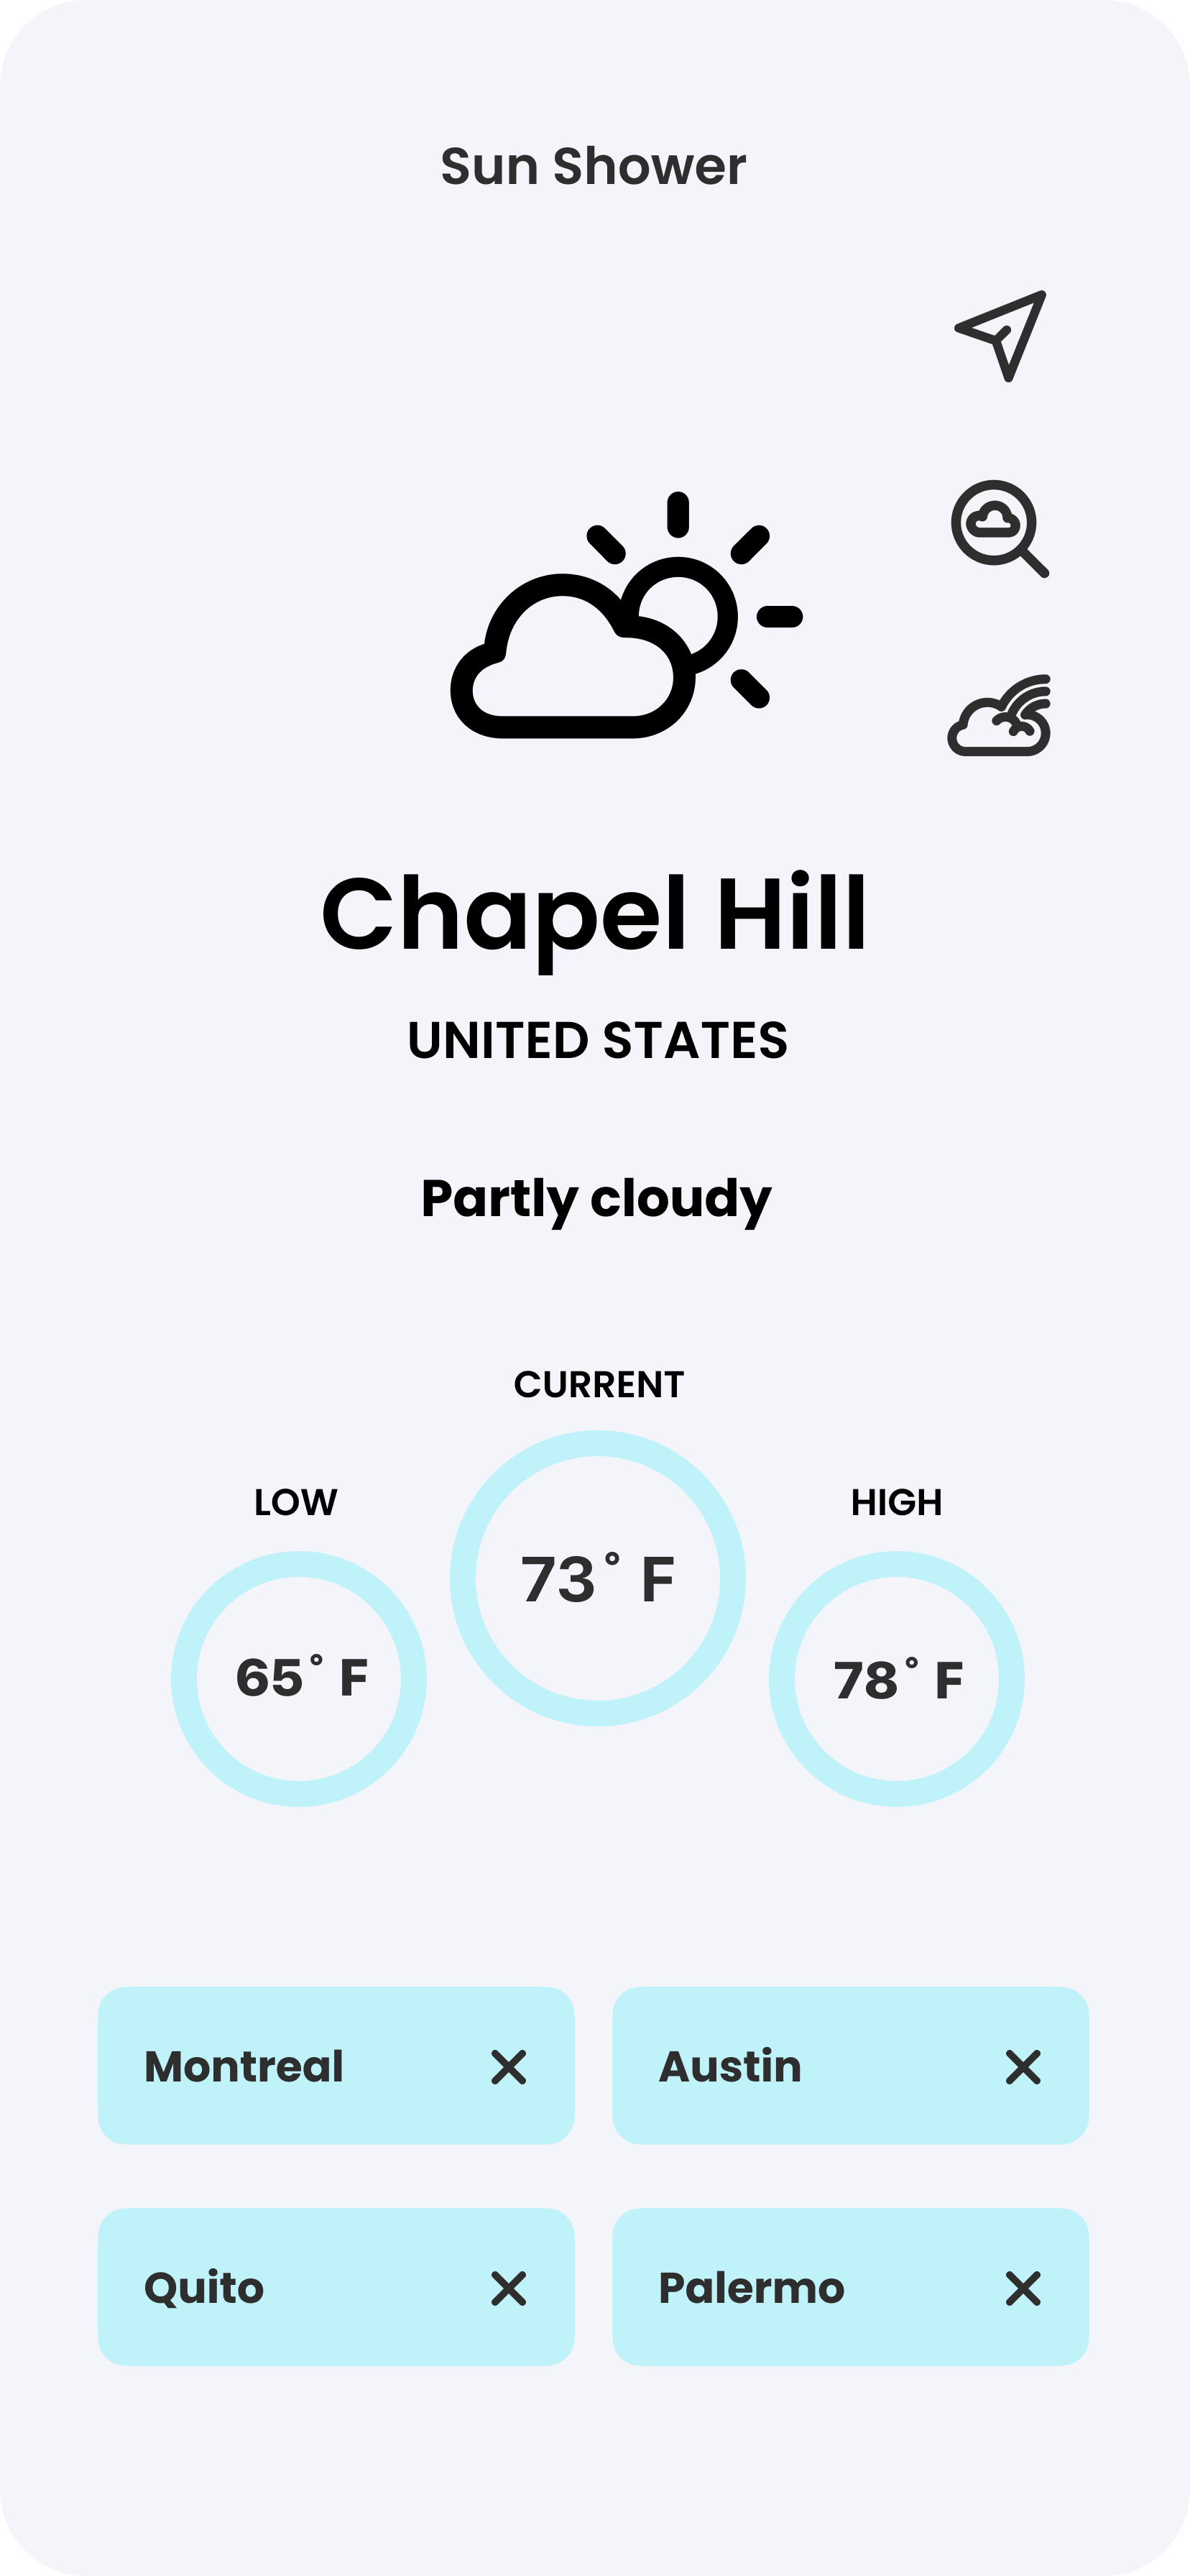 Sun Shower
Chapel Hill
UNITED STATES
Partly cloudy
CURRENT
LOW
HIGH
73° F
65° F
78° F
Montreal
Austin
Quito
Palermo